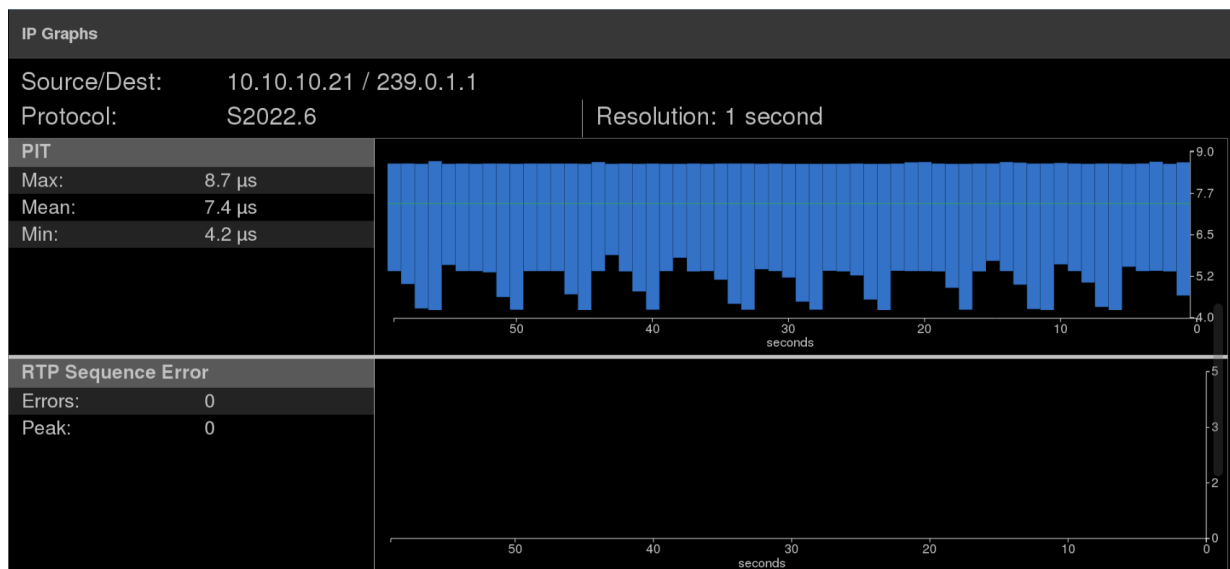 IP Graphs
Source/Dest: 10.10.10.21 / 239.0.1.1
Protocol: S2022.6 Resolution: 1 second
PIT
Max: 8.7 µs
Mean: 7.4 µs
Min: 4.2 µs
9.0
7.7
6.5
5.2
4.0
50 40 30 20 10 0
seconds
RTP Sequence Error
Errors: 0
Peak: 0
5
3
2
0
50 40 30 20 10 0
seconds